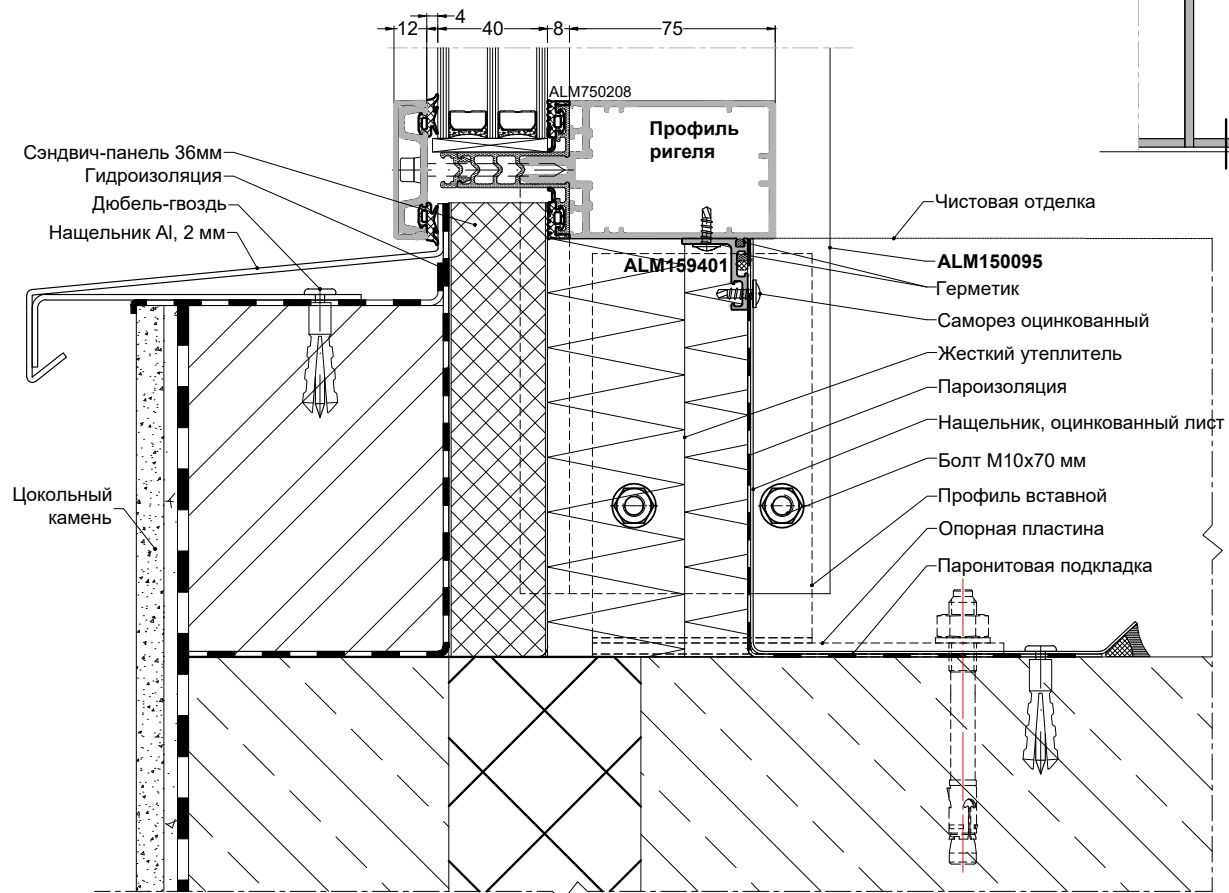 4
12
40
8
75
ALM750208
Профиль
ригеля
Сэндвич-панель 36мм
Гидроизоляция
Дюбель-гвоздь
Нащельник Al, 2 мм
Чистовая отделка
ALM159401
ALM150095
Герметик
Саморез оцинкованный
Жесткий утеплитель
Пароизоляция
Нащельник, оцинкованный лист
Болт М10х70 мм
Цокольный
камень
Профиль вставной
Опорная пластина
Паронитовая подкладка